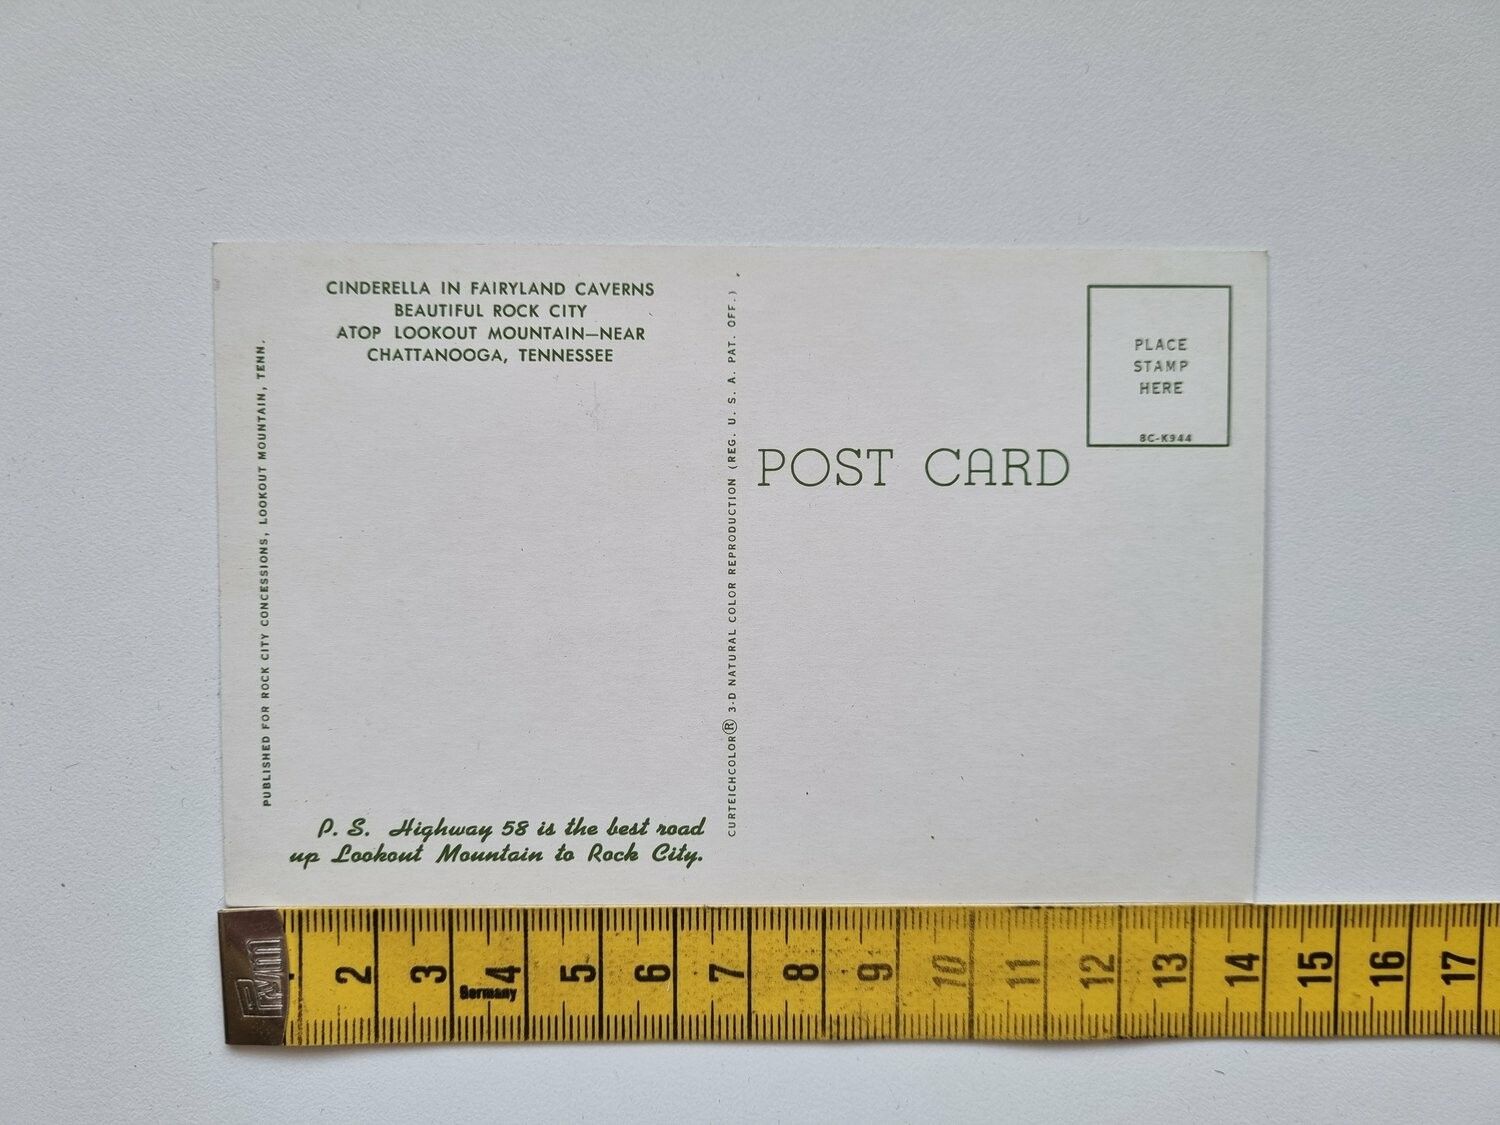 CINDERELLA IN FAIRYLAND CAVERNS
BEAUTIFUL ROCK CITY
ATOP LOOKOUT MOUNTAIN—NEAR
CHATTANOOGA, TENNESSEE
PUBLISHED FOR ROCK CITY CONCESSIONS, LOOKOUT MOUNTAIN, TENN.
P. S. Highway 58 is the best road
up Lookout Mountain to Rock City.
CURTEICHCOLOR® 3-D NATURAL COLOR REPRODUCTION (REG. U. S. A. PAT. OFF.)
POST CARD
PLACE
STAMP
HERE
8C-K944
2 3 4 5 6 7 8 9 10 11 12 13 14 15 16 17
Germany
Prym